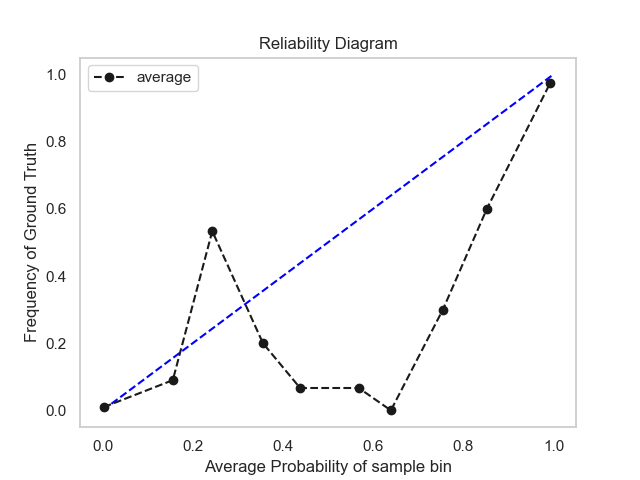 Reliability Diagram
average
Frequency of Ground Truth
1.0
0.8
0.6
0.4
0.2
0.0
0.0 0.2 0.4 0.6 0.8 1.0
Average Probability of sample bin